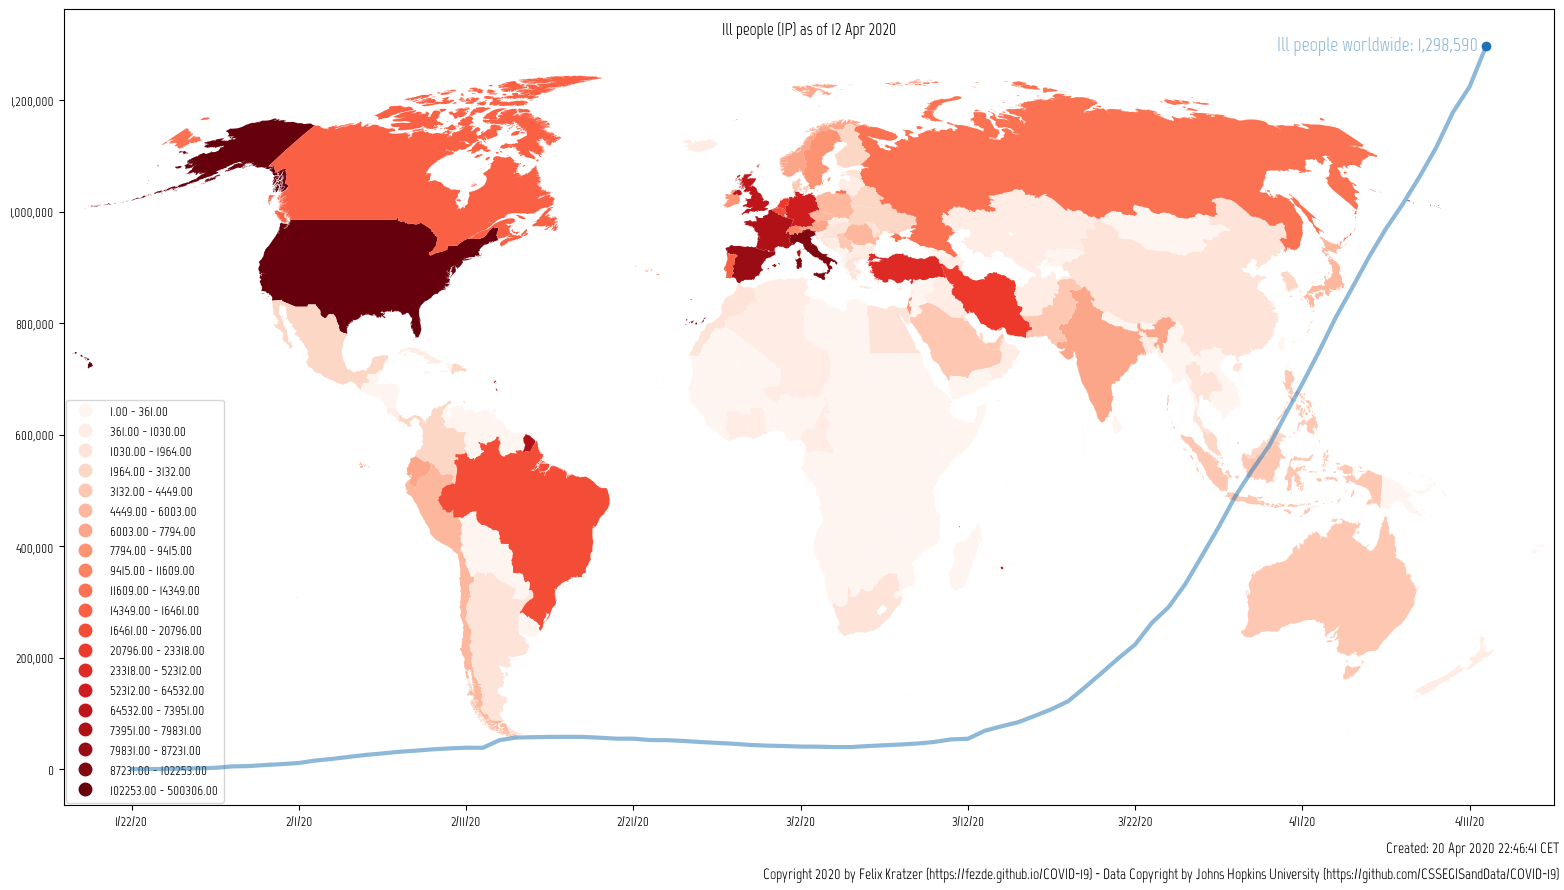 Ill people (IP) as of 12 Apr 2020
Ill people worldwide: 1,298,590
1,200,000
1,000,000
800,000
600,000
400,000
200,000
0
1.00 - 361.00
361.00 - 1030.00
1030.00 - 1964.00
1964.00 - 3132.00
3132.00 - 4449.00
4449.00 - 6003.00
6003.00 - 7794.00
7794.00 - 9415.00
9415.00 - 11609.00
11609.00 - 14349.00
14349.00 - 16461.00
16461.00 - 20796.00
20796.00 - 23318.00
23318.00 - 52312.00
52312.00 - 64532.00
64532.00 - 73951.00
73951.00 - 79831.00
79831.00 - 87231.00
87231.00 - 102253.00
102253.00 - 500306.00
1/22/20 2/1/20 2/11/20 2/21/20 3/2/20 3/12/20 3/22/20 4/1/20 4/11/20
Created: 20 Apr 2020 22:46:41 CET
Copyright 2020 by Felix Kratzer (https://fezde.github.io/COVID-19) - Data Copyright by Johns Hopkins University (https://github.com/CSSEGISandData/COVID-19)